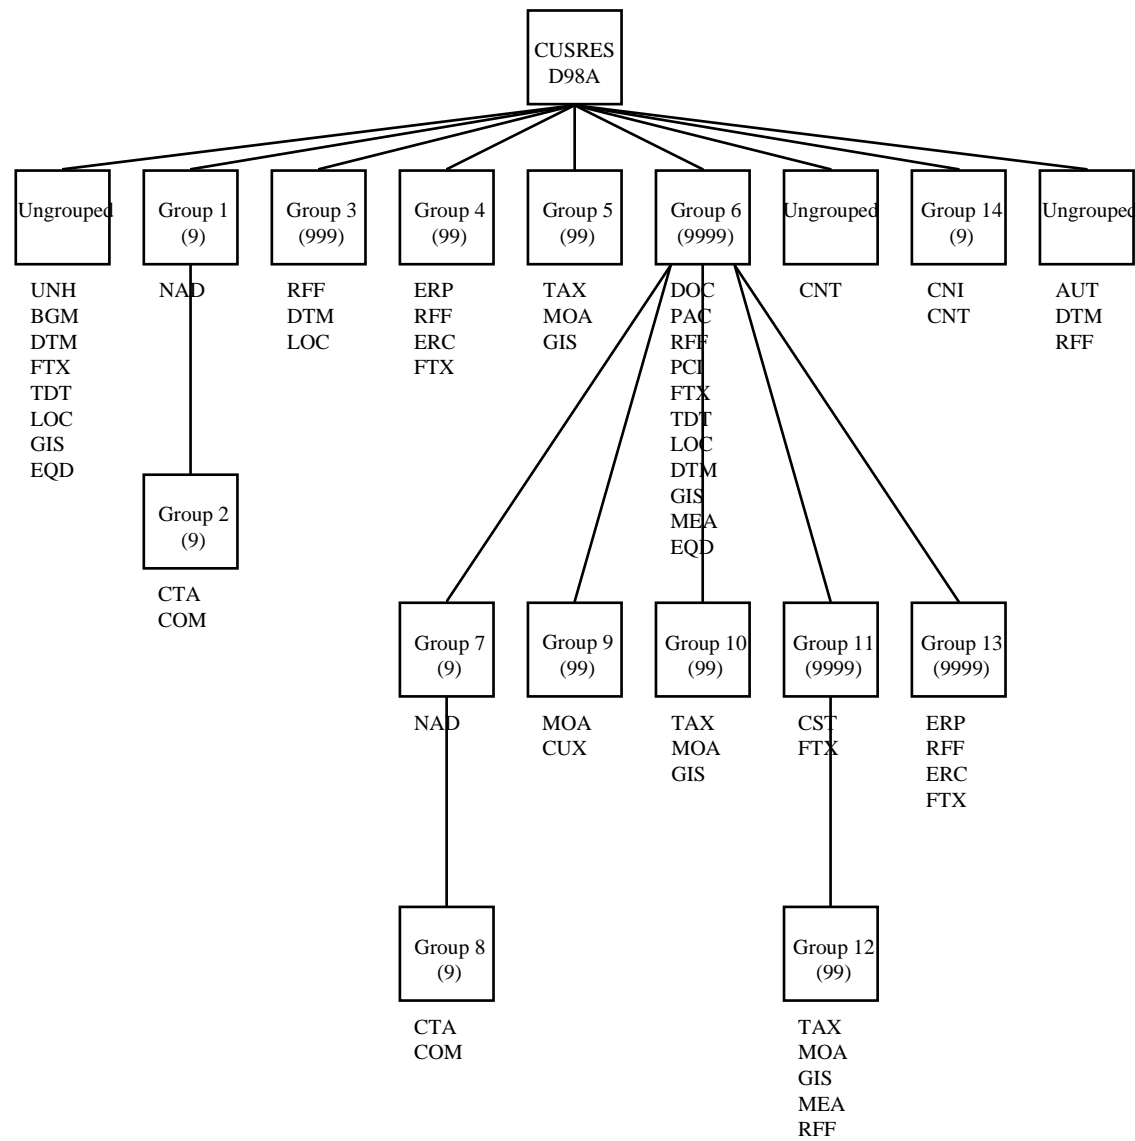 CUSRES
D98A
Ungrouped
Group 1
(9)
Group 3
(999)
Group 4
(99)
Group 5
(99)
Group 6
(9999)
Ungrouped
Group 14
(9)
Ungrouped
UNH
BGM
DTM
FTX
TDT
LOC
GIS
EQD
NAD
RFF
DTM
LOC
ERP
RFF
ERC
FTX
TAX
MOA
GIS
DOC
PAC
RFF
PCI
FTX
TDT
LOC
DTM
GIS
MEA
EQD
CNT
CNI
CNT
AUT
DTM
RFF
Group 2
(9)
CTA
COM
Group 7
(9)
Group 9
(99)
Group 10
(99)
Group 11
(9999)
Group 13
(9999)
NAD
MOA
CUX
TAX
MOA
GIS
CST
FTX
ERP
RFF
ERC
FTX
Group 8
(9)
Group 12
(99)
CTA
COM
TAX
MOA
GIS
MEA
RFF